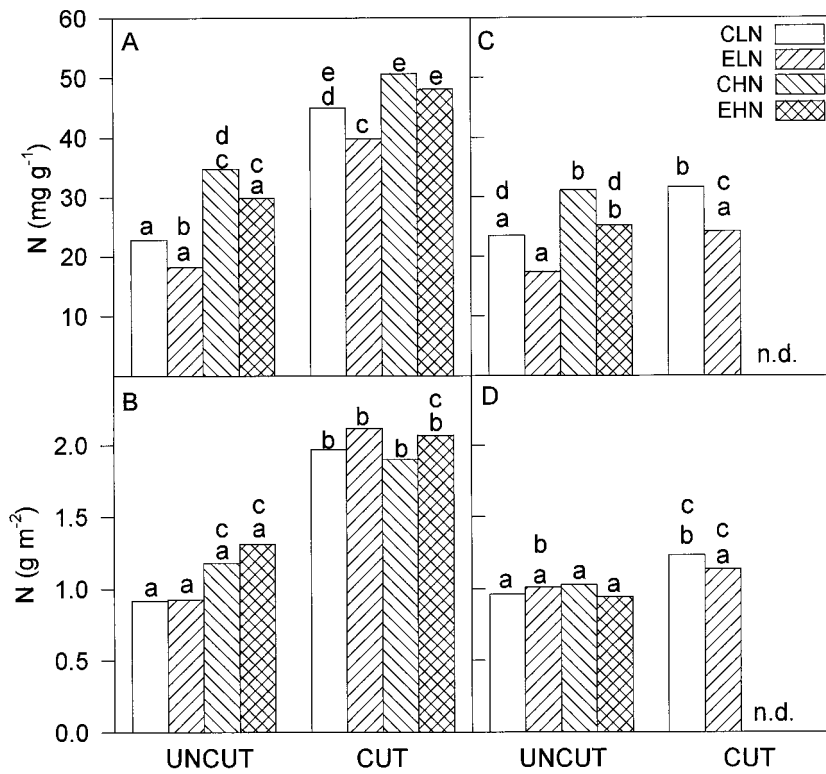 A
60
50
40
30
20
10
N (mg g-1)
a
b
a
d
c
c
a
e
d
c
e
e
C
CLN
ELN
CHN
EHN
d
a
a
b
d
b
b
c
a
n.d.
B
2.0
1.5
1.0
0.5
0.0
N (g m-2)
a
a
c
a
c
a
b
b
b
c
b
D
a
b
a
a
a
c
b
c
a
n.d.
UNCUT CUT UNCUT CUT